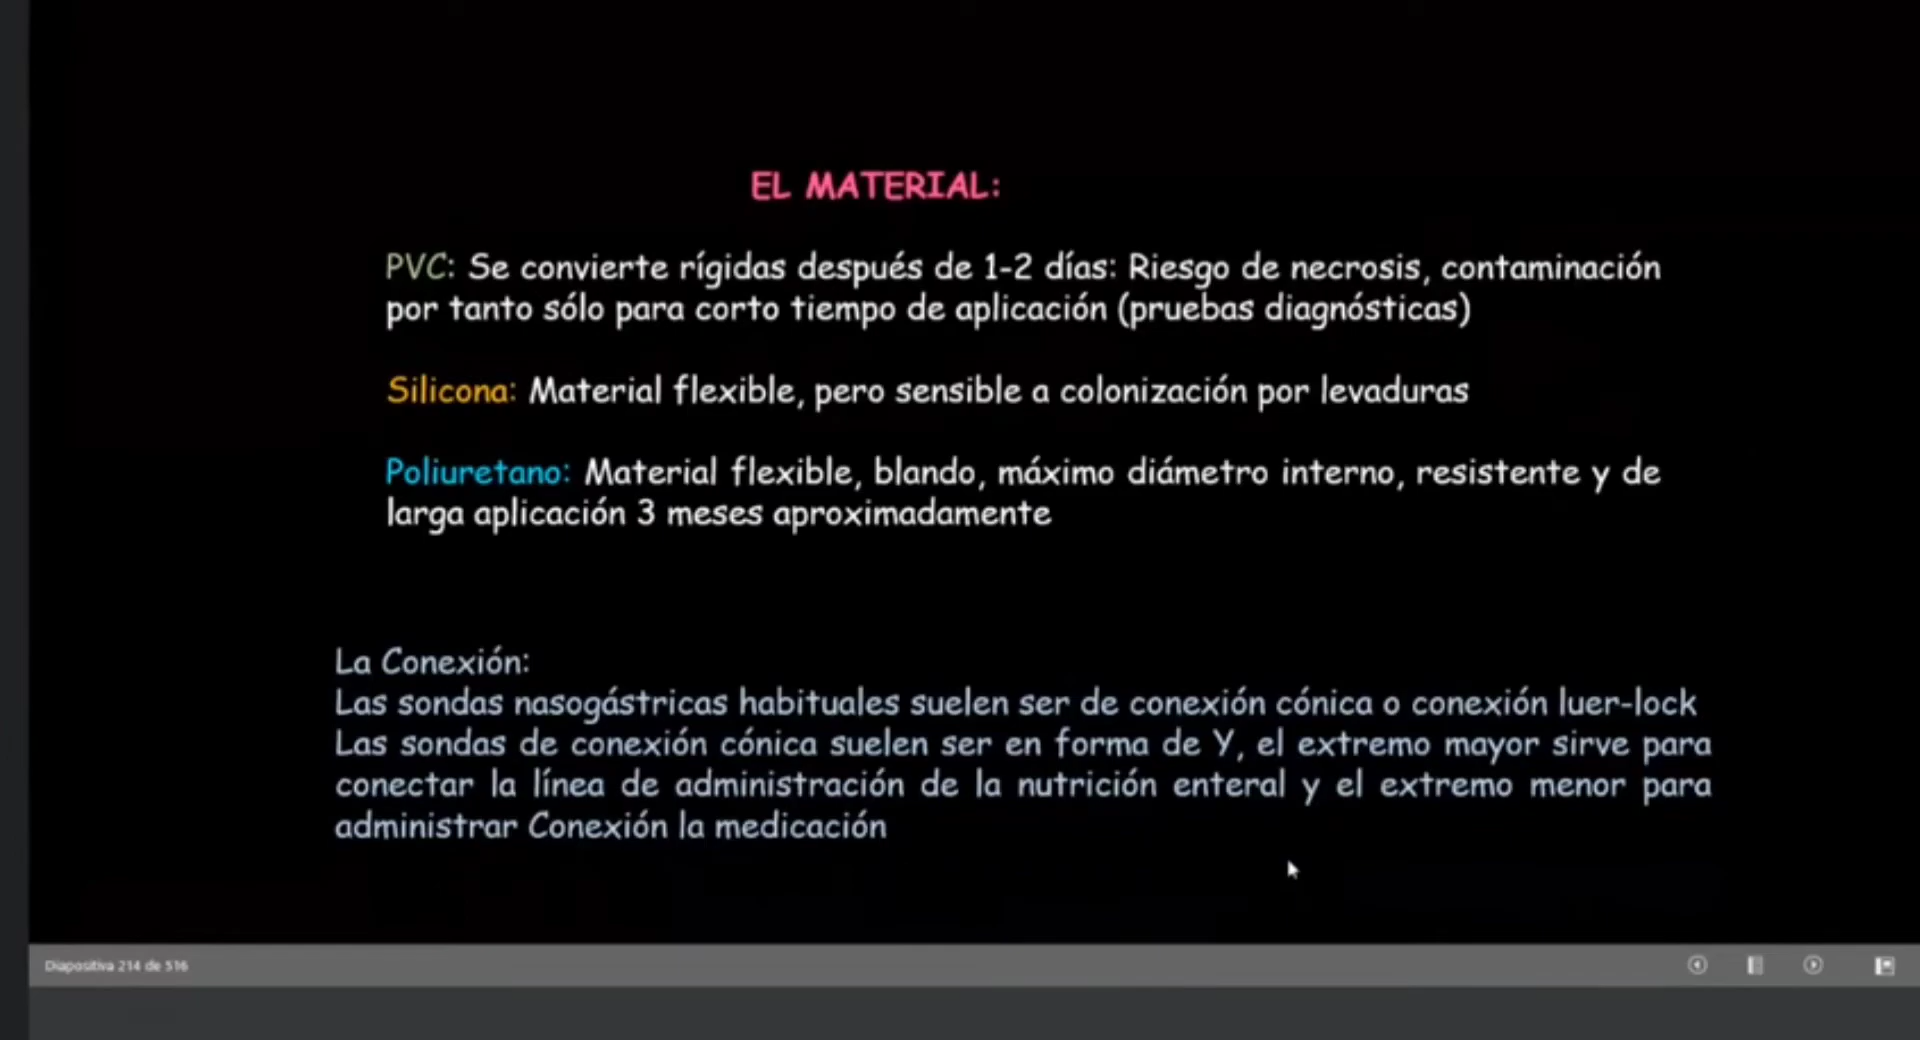 EL MATERIAL:
PVC: Se convierte rígidas después de 1-2 días: Riesgo de necrosis, contaminación
por tanto sólo para corto tiempo de aplicación (pruebas diagnósticas)
Silicona: Material flexible, pero sensible a colonización por levaduras
Poliuretano: Material flexible, blando, máximo diámetro interno, resistente y de
larga aplicación 3 meses aproximadamente
La Conexión:
Las sondas nasogástricas habituales suelen ser de conexión cónica o conexión luer-lock
Las sondas de conexión cónica suelen ser en forma de Y, el extremo mayor sirve para
conectar la línea de administración de la nutrición enteral y el extremo menor para
administrar Conexión la medicación
Diapositiva 214 de 516